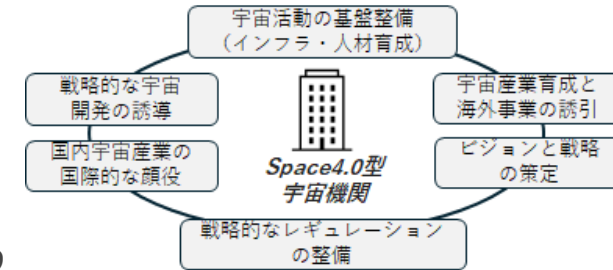 宇宙活動の基盤整備
(インフラ・人材育成)
戦略的な宇宙
開発の誘導
宇宙産業育成と
海外事業の誘引
国内宇宙産業の
国際的な顔役
Space4.0型
宇宙機関
ビジョンと戦略
の策定
戦略的なレギュレーション
の整備